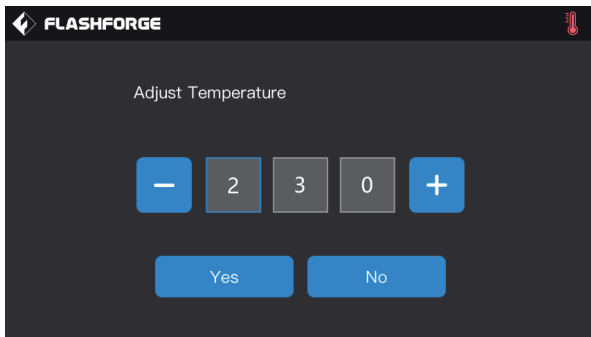 FLASHFORGE
Adjust Temperature
− 2 3 0 +
Yes No